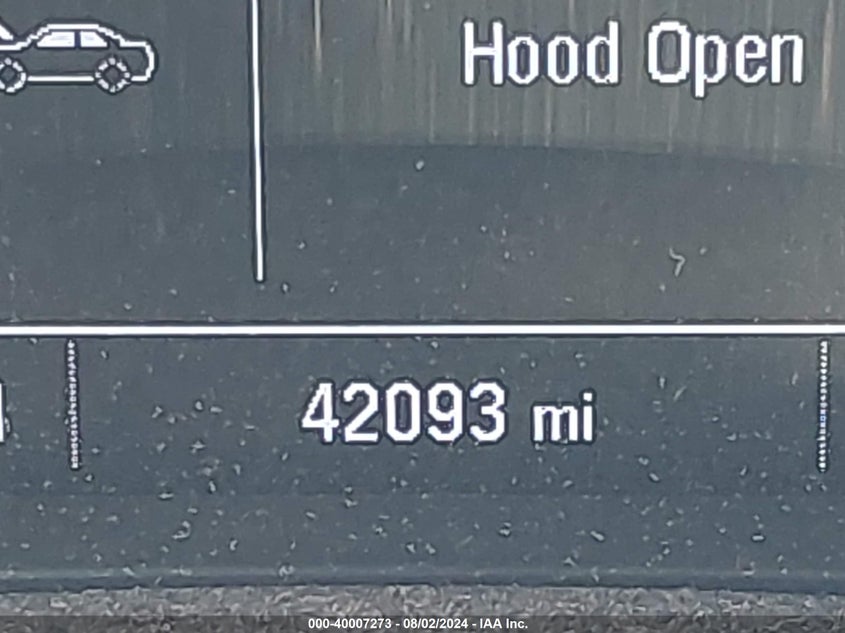 Hood Open
42093 mi
000-40007273 - 08/02/2024 - IAA Inc.